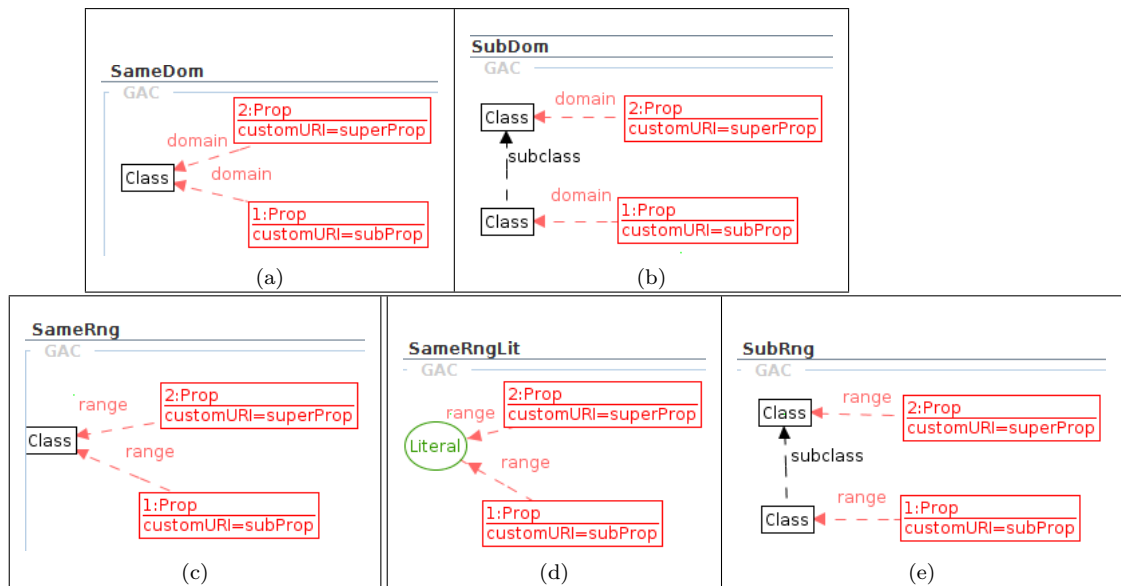 SameDom
GAC
2:Prop
customURI=superProp
domain
Class
domain
1:Prop
customURI=subProp
(a)
SubDom
GAC
domain
2:Prop
Class
customURI=superProp
subclass
domain
1:Prop
Class
customURI=subProp
(b)
SameRng
GAC
2:Prop
range
customURI=superProp
Class
range
1:Prop
customURI=subProp
(c)
SameRngLit
GAC
2:Prop
range
customURI=superProp
Literal
range
1:Prop
customURI=subProp
(d)
SubRng
GAC
range
2:Prop
Class
customURI=superProp
subclass
range
1:Prop
Class
customURI=subProp
(e)